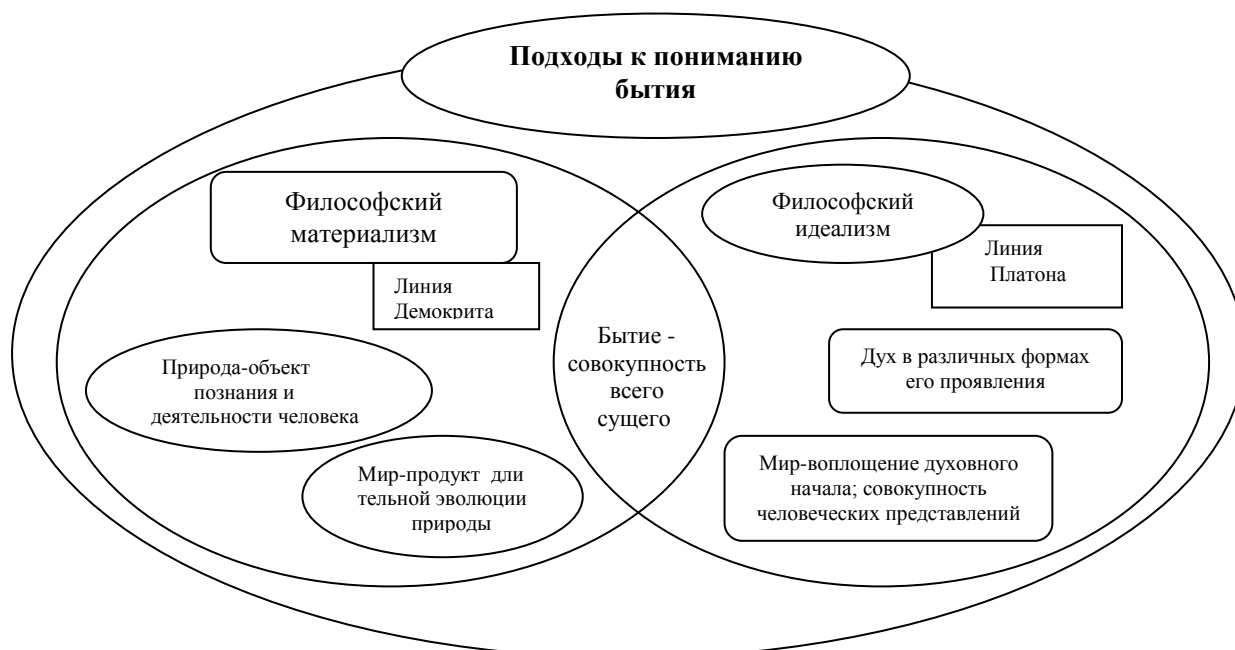 Подходы к пониманию
бытия
Философский
материализм
Линия
Демокрита
Природа-объект
познания и
деятельности человека
Мир-продукт дли
тельной эволюции
природы
Бытие -
совокупность
всего
сущего
Философский
идеализм
Линия
Платона
Дух в различных формах
его проявления
Мир-воплощение духовного
начала; совокупность
человеческих представлений